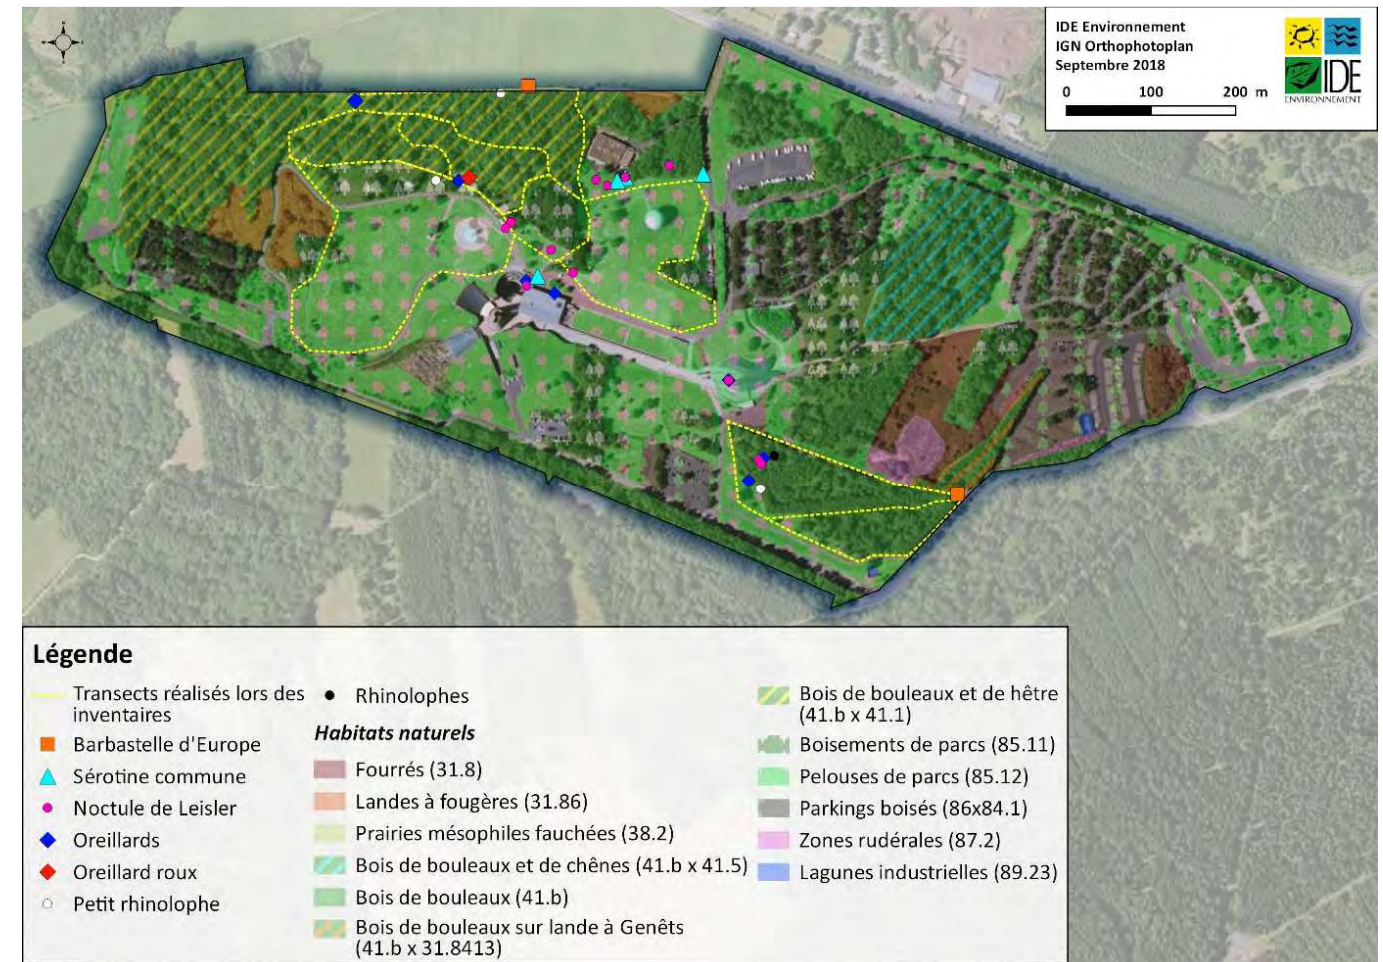 IDE Environnement
IGN Orthophotoplan
Septembre 2018
0 100 200 m
IDE
ENVIRONNEMENT
Légende
Transects réalisés lors des
inventaires
Barbastelle d'Europe
Sérotine commune
Noctule de Leisler
Oreillards
Oreillard roux
Petit rhinolophe
Rhinolophes
Habitats naturels
Fourrés (31.8)
Landes à fougères (31.86)
Prairies mésophiles fauchées (38.2)
Bois de bouleaux et de chênes (41.b x 41.5)
Bois de bouleaux (41.b)
Bois de bouleaux sur lande à Genêts
(41.b x 31.8413)
Bois de bouleaux et de hêtre
(41.b x 41.1)
Boisements de parcs (85.11)
Pelouses de parcs (85.12)
Parkings boisés (86x84.1)
Zones rudérales (87.2)
Lagunes industrielles (89.23)